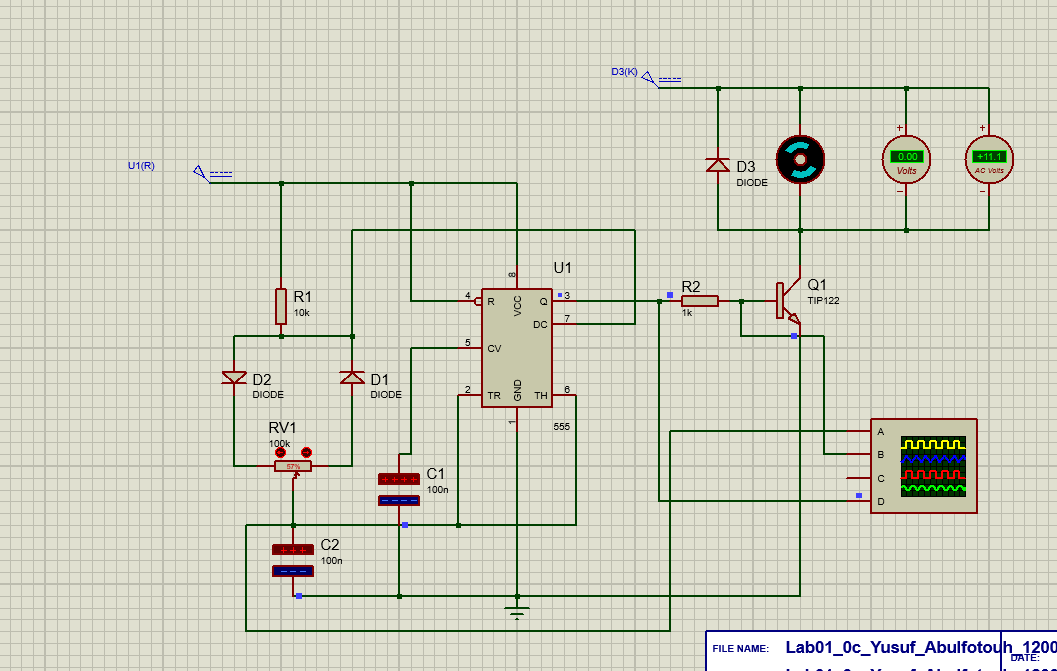 D3(K)
+ +
0.00
Volts
+11.1
AC Volts
D3
DIODE
U1(R)
U1
8
VCC
4 R
Q 3
DC 7
5 CV
2 TR
GND
1
TH 6
555
R1
10k
R2
1k
Q1
TIP122
D2
DIODE
D1
DIODE
RV1
100k
57%
C1
100n
C2
100n
A
B
C
D
FILE NAME: Lab01_0c_Yusuf_Abulfotouh_1200
DATE: